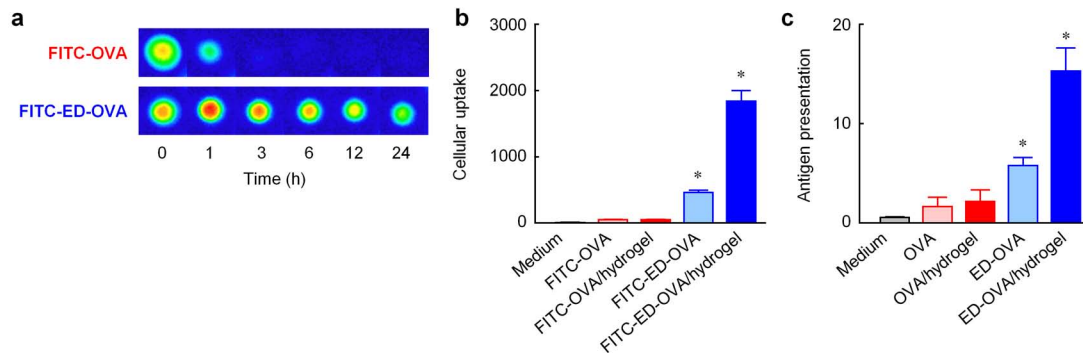 a
FITC-OVA
FITC-ED-OVA
0 1 3 6 12 24
Time (h)
b
Cellular uptake
3000
2000
1000
0
*
*
Medium
FITC-OVA
FITC-OVA/hydrogel
FITC-ED-OVA
FITC-ED-OVA/hydrogel
c
Antigen presentation
20
10
0
*
*
Medium
OVA
OVA/hydrogel
ED-OVA
ED-OVA/hydrogel